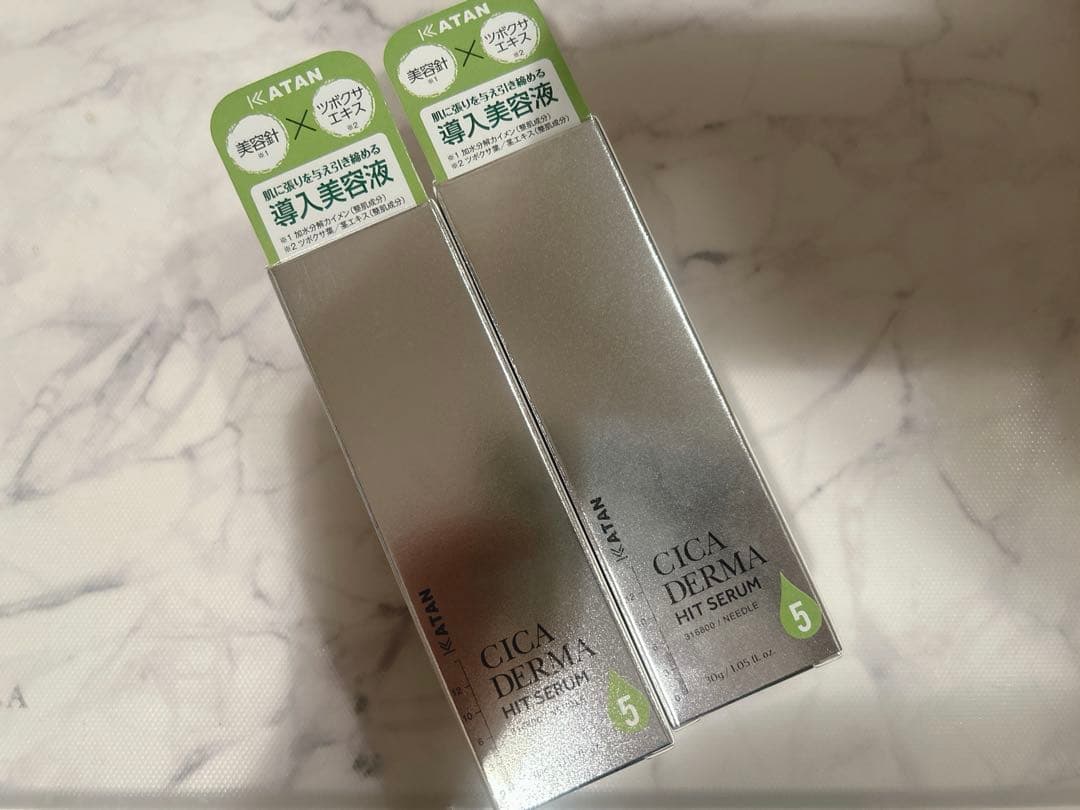 KATAN
美容針
※1
×
ツボクサ
エキス
※2
肌に張りを与え引き締める
導入美容液
※1 加水分解カイメン(整肌成分)
※2 ツボクサ葉/茎エキス(整肌成分)
KATAN
CICA
DERMA
HIT SERUM
5
12
10
6
KATAN
美容針
※1
×
ツボクサ
エキス
※2
肌に張りを与え引き締める
導入美容液
※1 加水分解カイメン(整肌成分)
※2 ツボクサ葉/茎エキス(整肌成分)
KATAN
CICA
DERMA
HIT SERUM
316800 / NEEDLE
5
30g / 1.05 fl. oz.